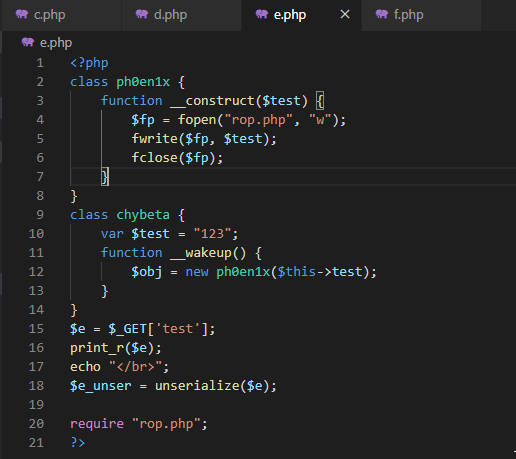 c.php d.php e.php × f.php
e.php
1 <?php
2 class ph0en1x {
3     function __construct($test) {
4         $fp = fopen("rop.php", "w");
5         fwrite($fp, $test);
6         fclose($fp);
7     }
8 }
9 class chybeta {
10     var $test = "123";
11     function __wakeup() {
12         $obj = new ph0en1x($this->test);
13     }
14 }
15 $e = $_GET['test'];
16 print_r($e);
17 echo "</br>";
18 $e_unser = unserialize($e);
19
20 require "rop.php";
21 ?>